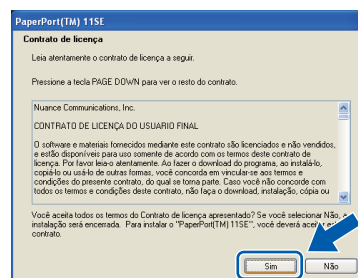 PaperPort(TM) 11SE
Contrato de licença
Leia atentamente o contrato de licença a seguir.
Pressione a tecla PAGE DOWN para ver o resto do contrato.
Nuance Communications, Inc.
CONTRATO DE LICENÇA DO USUARIO FINAL
O software e materiais fornecidos mediante este contrato são licenciados e não vendidos,
e estão disponíveis para uso somente de acordo com os termos deste contrato de
licença. Por favor leia-o atentamente. Ao fazer o download do programa, ao instalá-lo,
copiá-lo ou usá-lo de outras formas, você concorda em vincular-se aos termos e
condições do presente contrato, do qual se torna parte. Caso você não concorde com
todos os termos e condições deste contrato, não faça o download, instalação, cópia ou
Você aceita todos os termos do Contrato de licença apresentado? Se você selecionar Não, a
instalação será encerrada. Para instalar o "PaperPort(TM) 11SE", você deverá aceitar
contrato.
Sim
Não